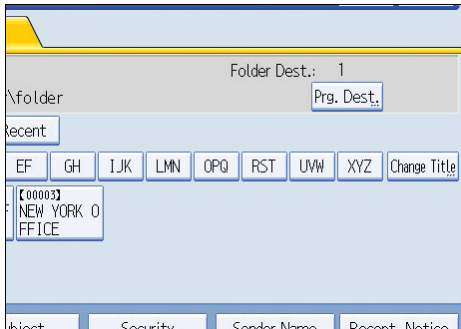 Folder Dest.: 1
\folder
Prg. Dest.
Recent
EF GH IJK LMN OPQ RST UVW XYZ Change Title
【00003】
NEW YORK O
FFICE
Security Sender Name Recept. Notice